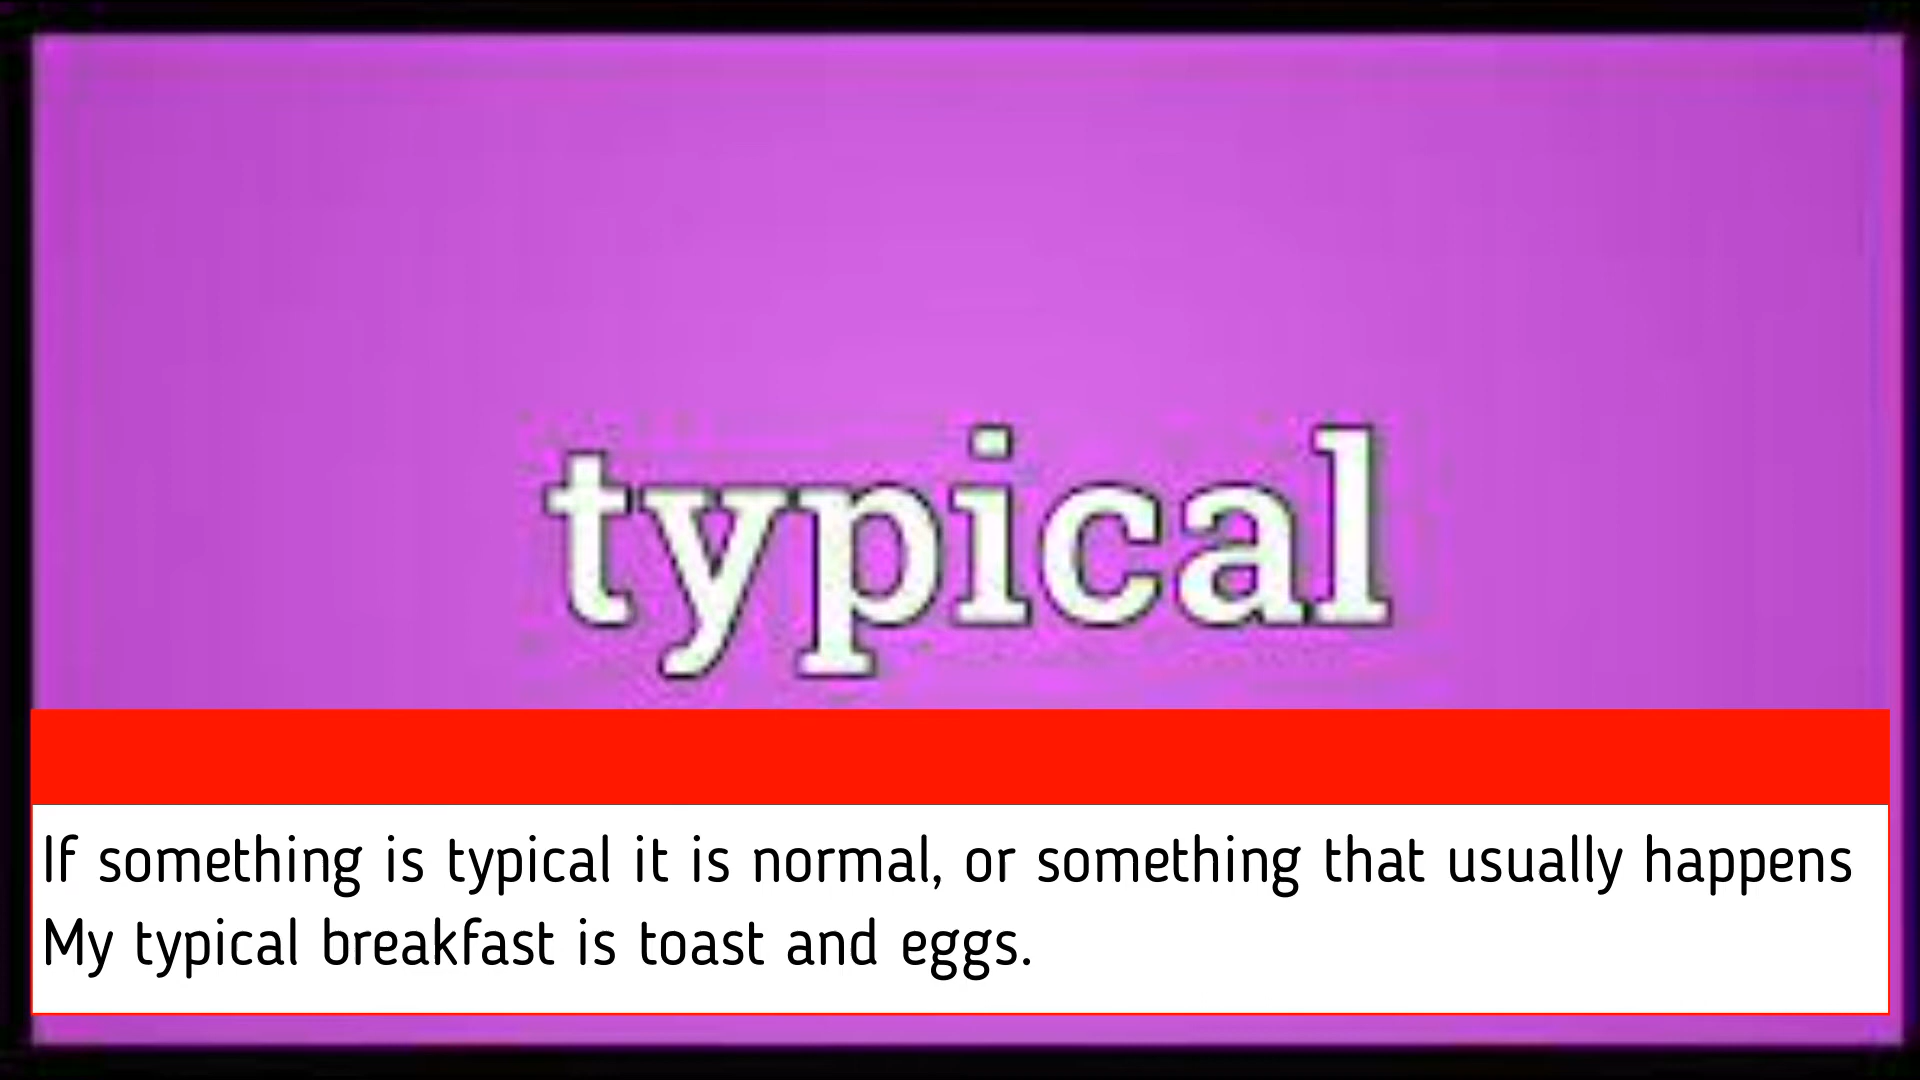 typical
If something is typical it is normal, or something that usually happens
My typical breakfast is toast and eggs.